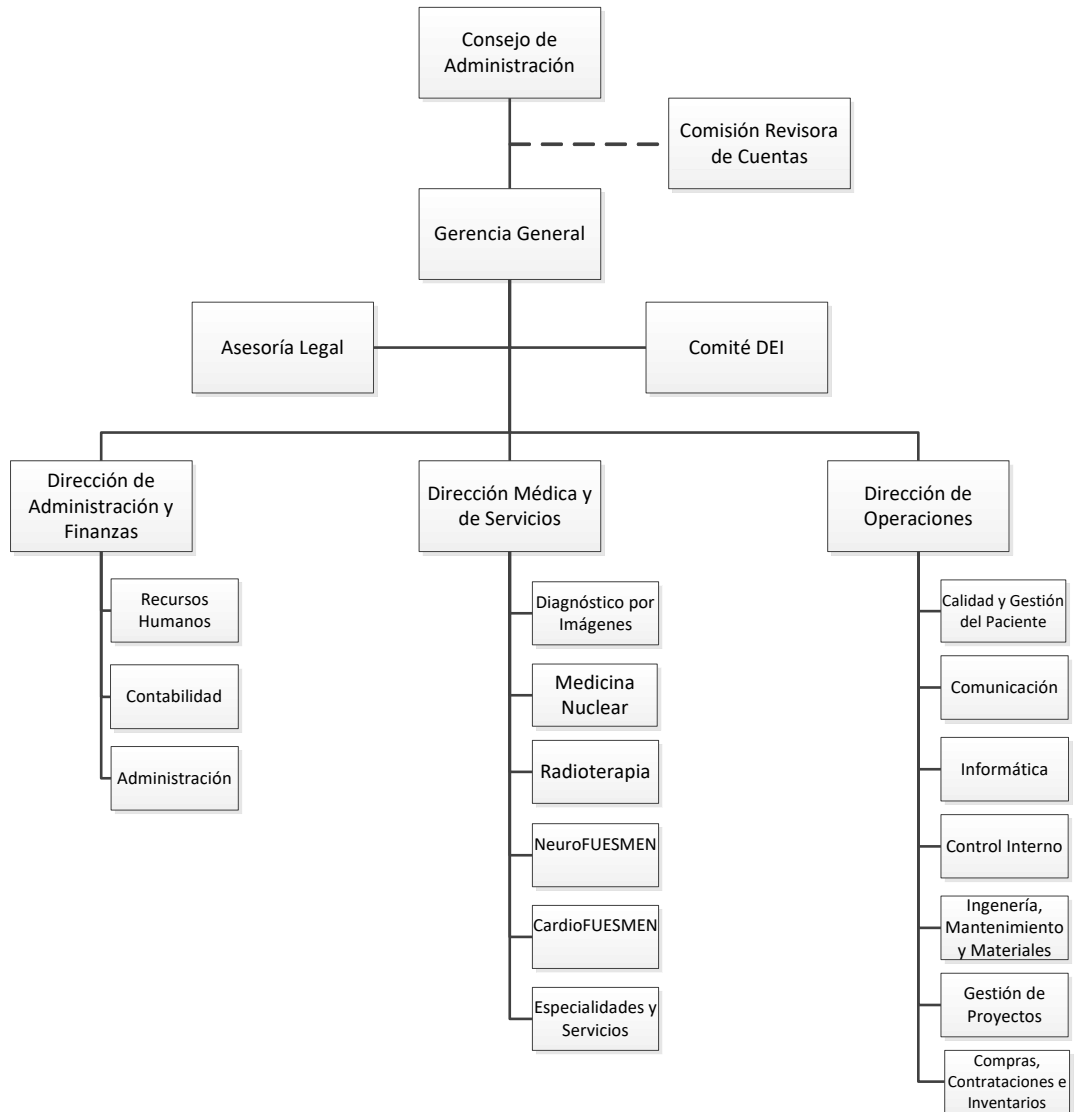 Consejo de
Administración
Comisión Revisora
de Cuentas
Gerencia General
Asesoría Legal
Comité DEI
Dirección de
Administración y
Finanzas
Recursos
Humanos
Contabilidad
Administración
Dirección Médica y
de Servicios
Diagnóstico por
Imágenes
Medicina
Nuclear
Radioterapia
NeuroFUESMEN
CardioFUESMEN
Especialidades y
Servicios
Dirección de
Operaciones
Calidad y Gestión
del Paciente
Comunicación
Informática
Control Interno
Ingenería,
Mantenimiento
y Materiales
Gestión de
Proyectos
Compras,
Contrataciones e
Inventarios